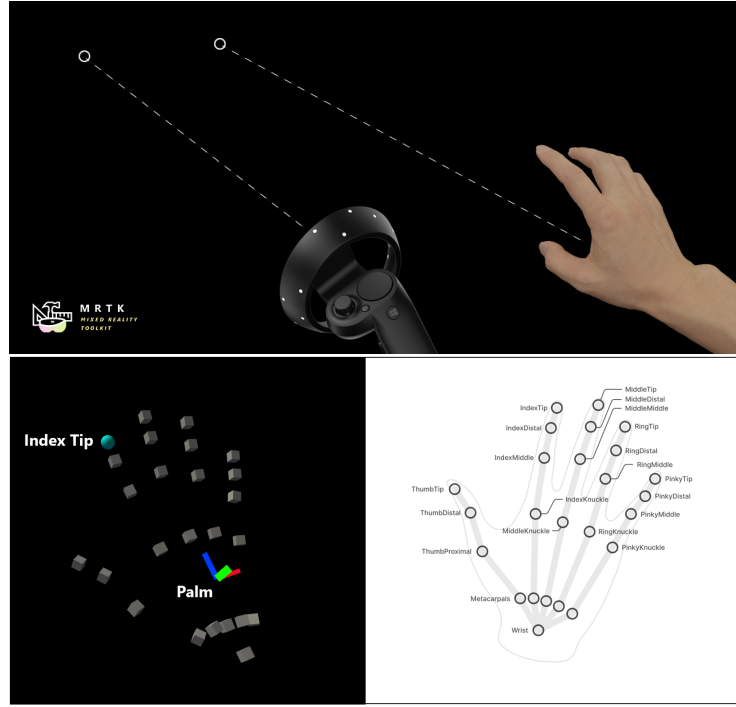 MRTK
MIXED REALITY
TOOLKIT
Index Tip
Palm
MiddleTip
MiddleDistal
MiddleMiddle
IndexTip
RingTip
IndexDistal
RingDistal
IndexMiddle
RingMiddle
PinkyTip
ThumbTip
PinkyDistal
IndexKnuckle
ThumbDistal
PinkyMiddle
MiddleKnuckle
RingKnuckle
ThumbProximal
PinkyKnuckle
Metacarpals
Wrist